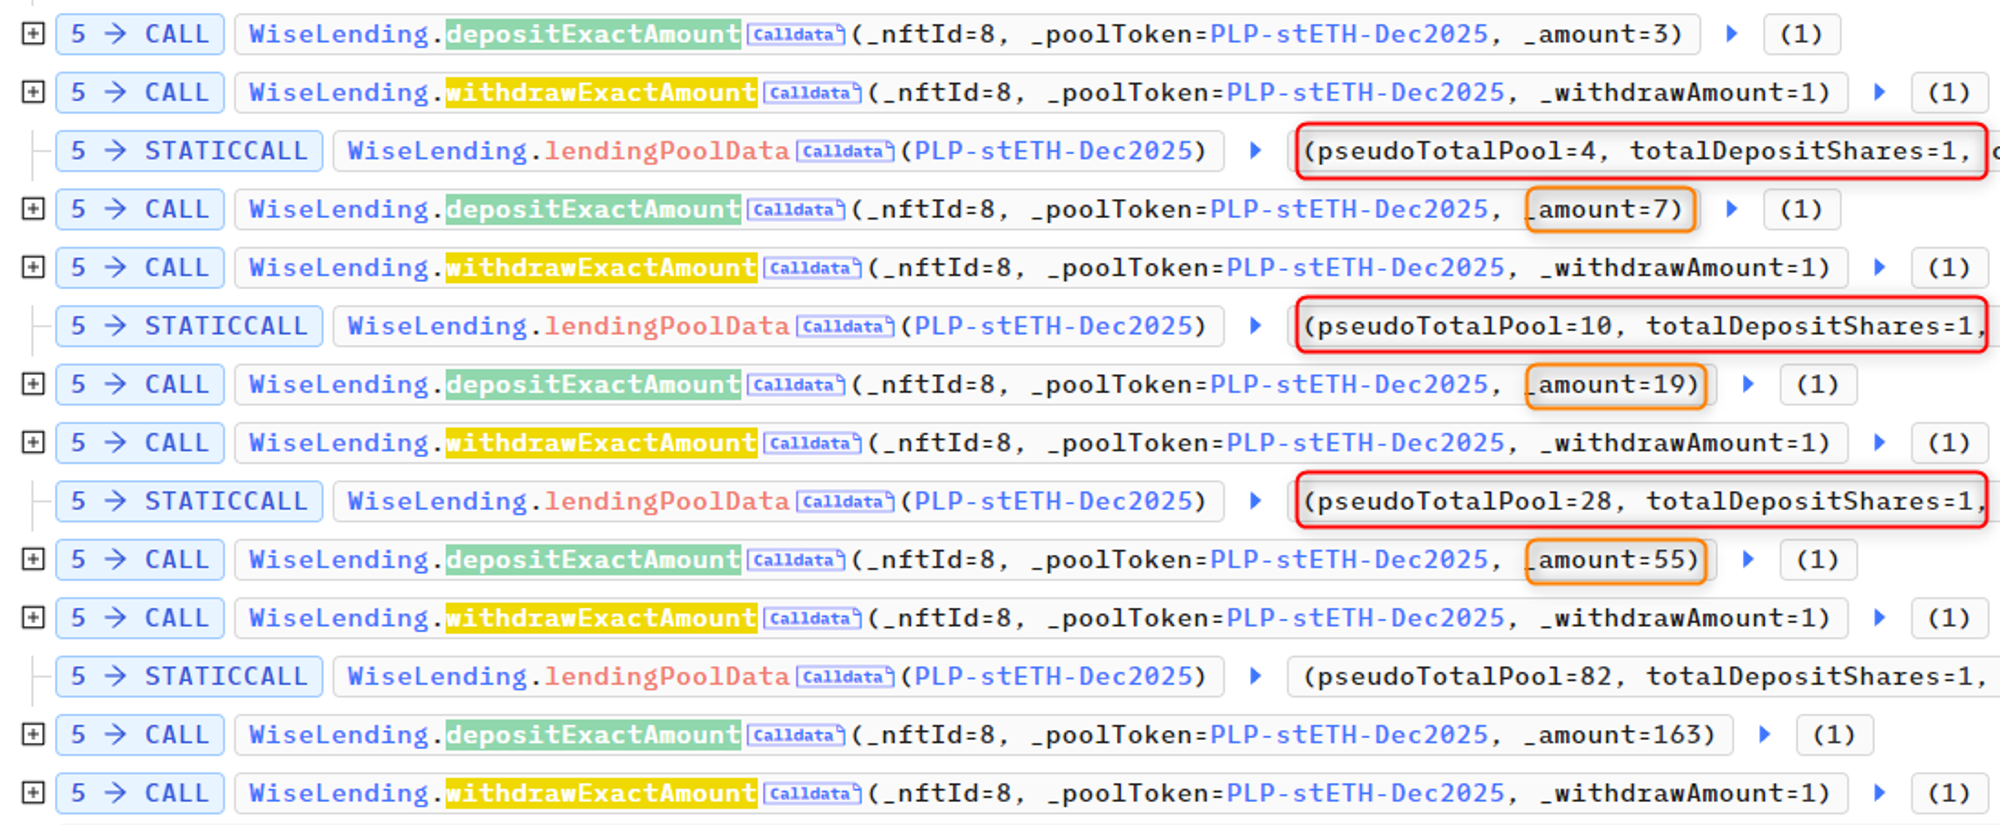 5 → CALL WiseLending.depositExactAmount Calldata (_nftId=8, _poolToken=PLP-stETH-Dec2025, _amount=3) ▶ (1)
5 → CALL WiseLending.withdrawExactAmount Calldata (_nftId=8, _poolToken=PLP-stETH-Dec2025, _withdrawAmount=1) ▶ (1)
5 → STATICCALL WiseLending.lendingPoolData Calldata (PLP-stETH-Dec2025) ▶ (pseudoTotalPool=4, totalDepositShares=1, c
5 → CALL WiseLending.depositExactAmount Calldata (_nftId=8, _poolToken=PLP-stETH-Dec2025, _amount=7) ▶ (1)
5 → CALL WiseLending.withdrawExactAmount Calldata (_nftId=8, _poolToken=PLP-stETH-Dec2025, _withdrawAmount=1) ▶ (1)
5 → STATICCALL WiseLending.lendingPoolData Calldata (PLP-stETH-Dec2025) ▶ (pseudoTotalPool=10, totalDepositShares=1,
5 → CALL WiseLending.depositExactAmount Calldata (_nftId=8, _poolToken=PLP-stETH-Dec2025, _amount=19) ▶ (1)
5 → CALL WiseLending.withdrawExactAmount Calldata (_nftId=8, _poolToken=PLP-stETH-Dec2025, _withdrawAmount=1) ▶ (1)
5 → STATICCALL WiseLending.lendingPoolData Calldata (PLP-stETH-Dec2025) ▶ (pseudoTotalPool=28, totalDepositShares=1,
5 → CALL WiseLending.depositExactAmount Calldata (_nftId=8, _poolToken=PLP-stETH-Dec2025, _amount=55) ▶ (1)
5 → CALL WiseLending.withdrawExactAmount Calldata (_nftId=8, _poolToken=PLP-stETH-Dec2025, _withdrawAmount=1) ▶ (1)
5 → STATICCALL WiseLending.lendingPoolData Calldata (PLP-stETH-Dec2025) ▶ (pseudoTotalPool=82, totalDepositShares=1,
5 → CALL WiseLending.depositExactAmount Calldata (_nftId=8, _poolToken=PLP-stETH-Dec2025, _amount=163) ▶ (1)
5 → CALL WiseLending.withdrawExactAmount Calldata (_nftId=8, _poolToken=PLP-stETH-Dec2025, _withdrawAmount=1) ▶ (1)